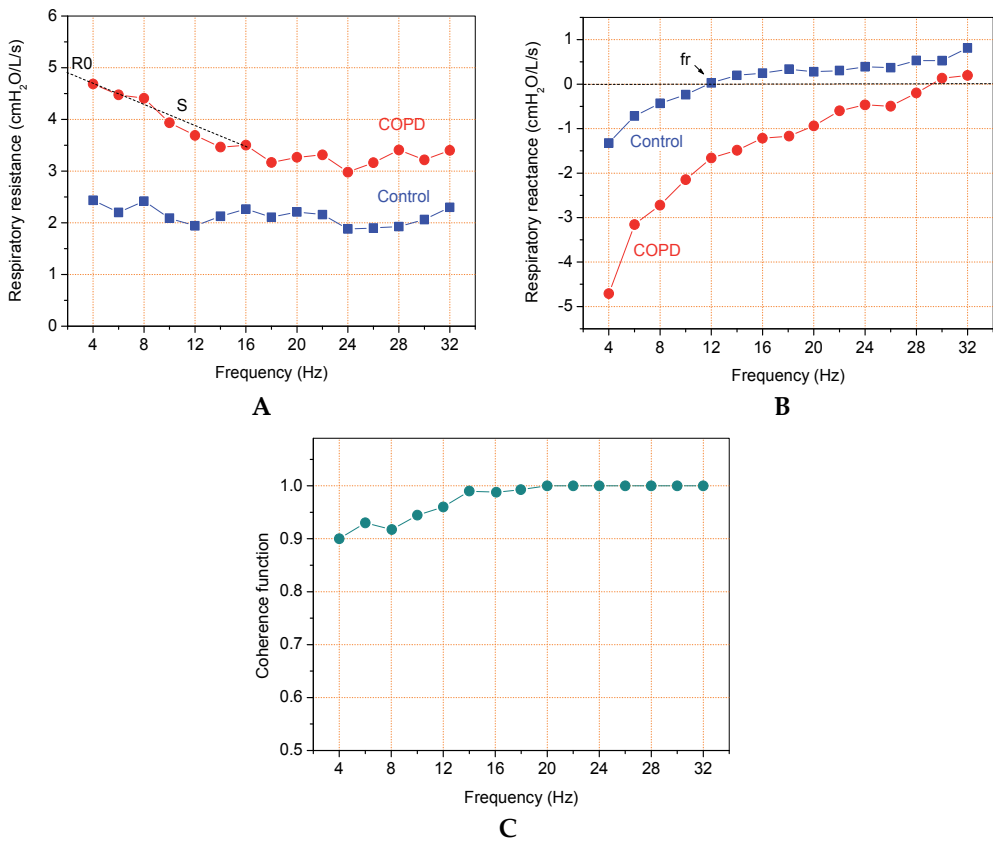 Respiratory resistance (cmH₂O/L/s)
6
5
4
3
2
1
0
R0
S
COPD
Control
4 8 12 16 20 24 28 32
Frequency (Hz)
A
Respiratory reactance (cmH₂O/L/s)
1
0
-1
-2
-3
-4
-5
fr
Control
COPD
4 8 12 16 20 24 28 32
Frequency (Hz)
B
Coherence function
1.0
0.9
0.8
0.7
0.6
0.5
4 8 12 16 20 24 28 32
Frequency (Hz)
C